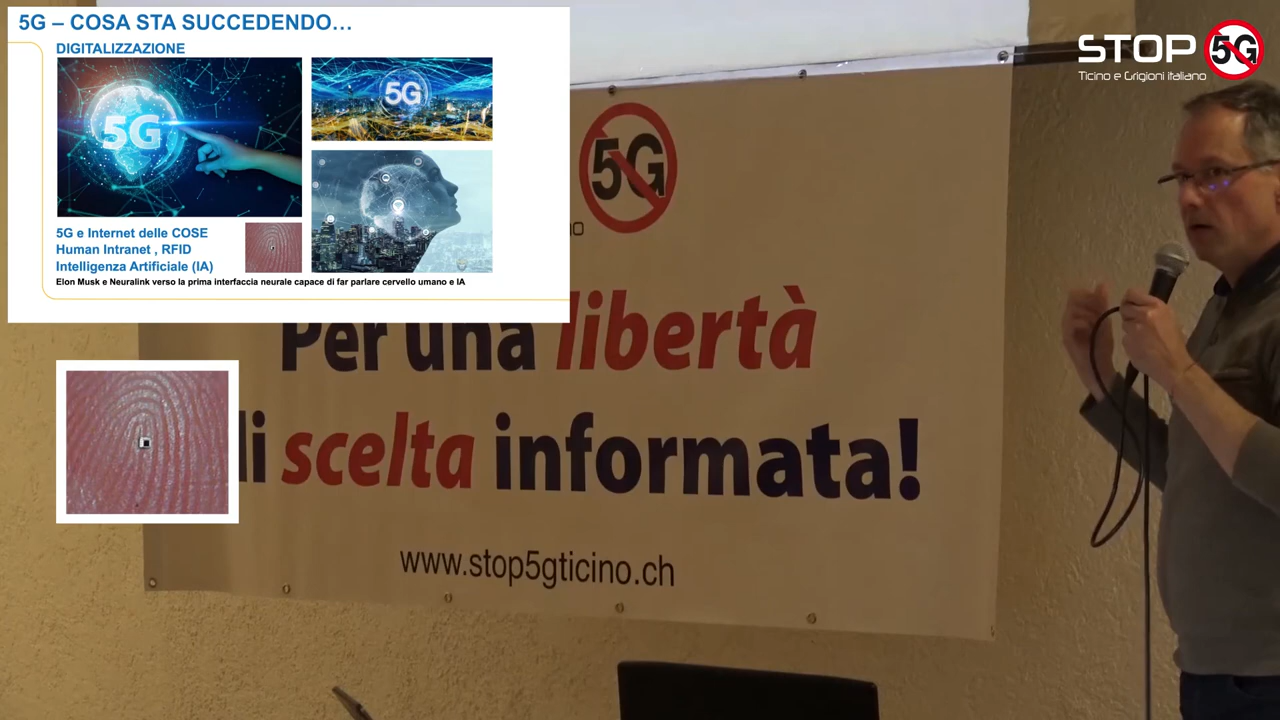 5G – COSA STA SUCCEDENDO…
DIGITALIZZAZIONE
5G
5G
5G e Internet delle COSE
Human Intranet , RFID
Intelligenza Artificiale (IA)
Elon Musk e Neuralink verso la prima interfaccia neurale capace di far parlare cervello umano e IA
STOP 5G
Ticino e Grigioni italiano
5G
no
Per una libertà
di scelta informata!
www.stop5gticino.ch